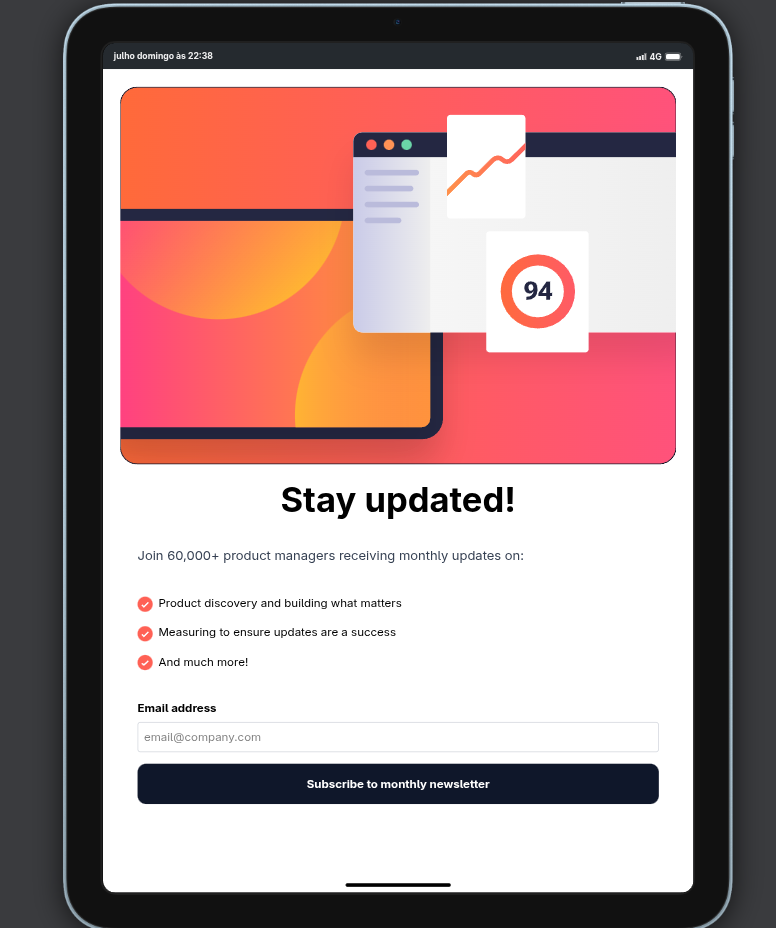 julho domingo às 22:38
4G
94
Stay updated!
Join 60,000+ product managers receiving monthly updates on:
Product discovery and building what matters
Measuring to ensure updates are a success
And much more!
Email address
email@company.com
Subscribe to monthly newsletter